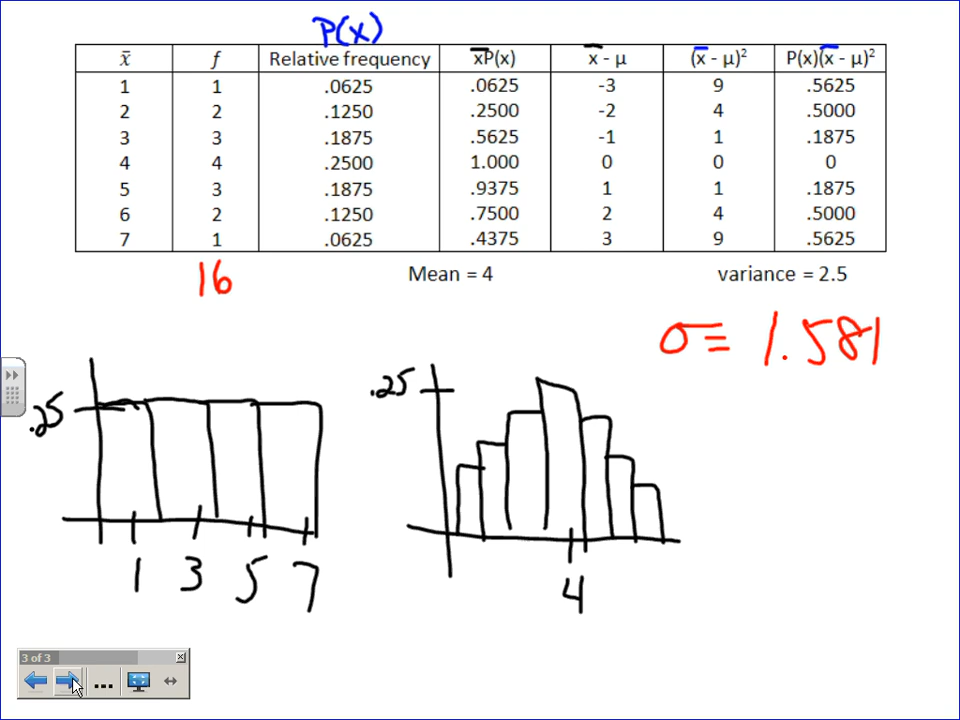 P(x)
x̄ f Relative frequency x̄P(x) x̄ - μ (x̄ - μ)² P(x)(x̄ - μ)²
1 1 .0625 .0625 -3 9 .5625
2 2 .1250 .2500 -2 4 .5000
3 3 .1875 .5625 -1 1 .1875
4 4 .2500 1.000 0 0 0
5 3 .1875 .9375 1 1 .1875
6 2 .1250 .7500 2 4 .5000
7 1 .0625 .4375 3 9 .5625
16 Mean = 4 variance = 2.5
σ = 1.581
.25 .25
1 3 5 7 4
3 of 3
...